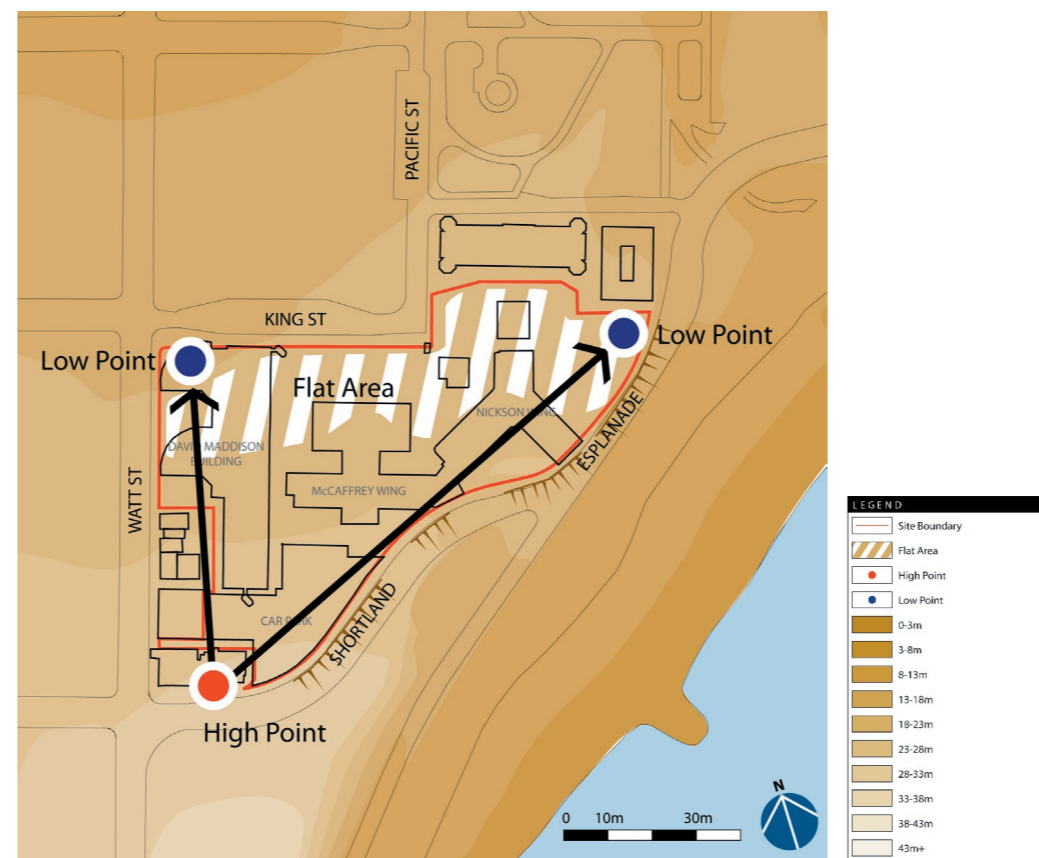 PACIFIC ST
KING ST
Low Point
Low Point
Flat Area
NICKSON WING
ESPLANADE
DAVID MADDISON
BUILDING
WATT ST
McCAFFREY WING
CAR PARK
SHORTLAND
High Point
N
0 10m 30m
LEGEND
Site Boundary
Flat Area
High Point
Low Point
0-3m
3-8m
8-13m
13-18m
18-23m
23-28m
28-33m
33-38m
38-43m
43m+